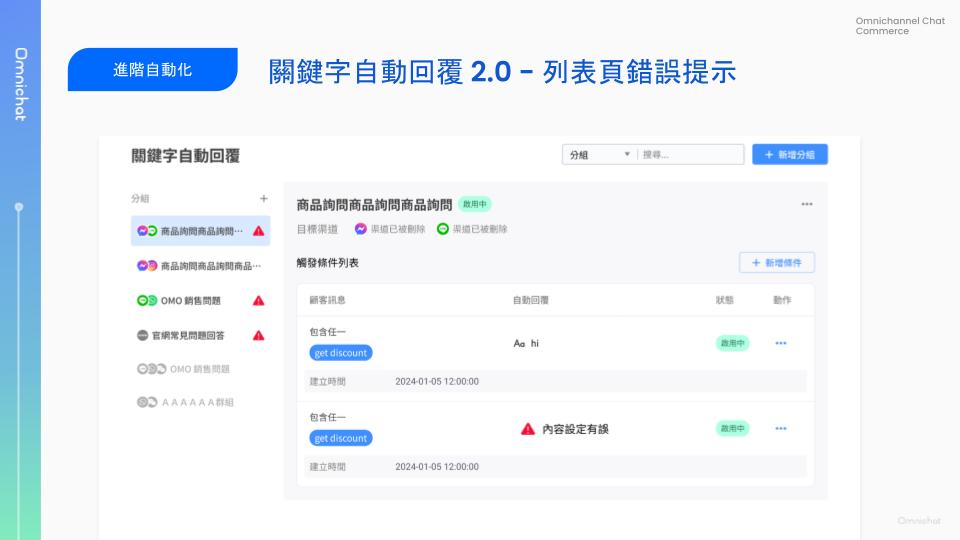 Omnichannel Chat
Commerce
Omnichat
進階自動化
關鍵字自動回覆 2.0 – 列表頁錯誤提示
關鍵字自動回覆
分組
搜尋...
+ 新增分組
分組 +
商品詢問商品詢問…
商品詢問商品詢問商品…
OMO 銷售問題
官網常見問題回答
OMO 銷售問題
A A A A A A 群組
商品詢問商品詢問商品詢問 啟用中
目標渠道 渠道已被刪除 渠道已被刪除
觸發條件列表
+ 新增條件
顧客訊息 自動回覆 狀態 動作
包含任一
get discount
Aa hi
啟用中
建立時間 2024-01-05 12:00:00
包含任一
get discount
內容設定有誤
啟用中
建立時間 2024-01-05 12:00:00
Omnichat